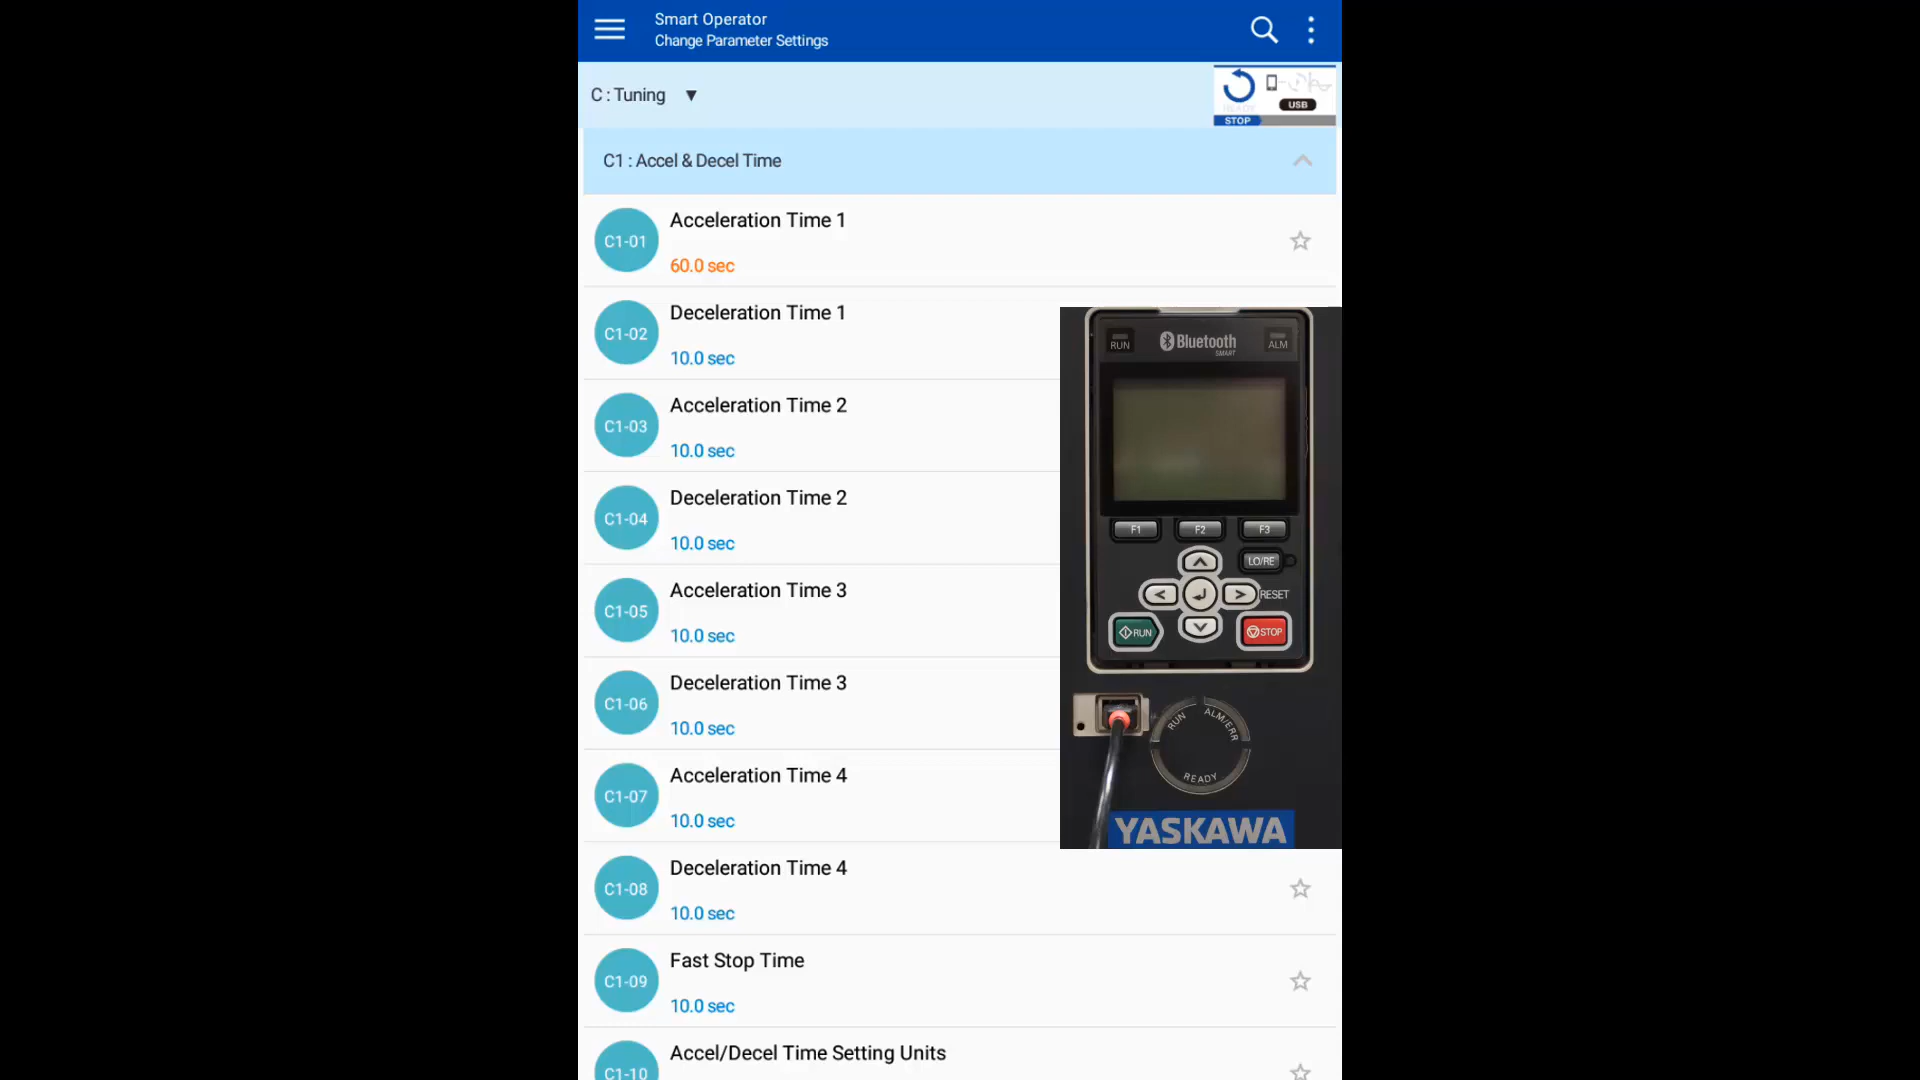 Smart Operator
Change Parameter Settings
C : Tuning ▼
USB
STOP
C1 : Accel & Decel Time
C1-01
Acceleration Time 1
60.0 sec
C1-02
Deceleration Time 1
10.0 sec
C1-03
Acceleration Time 2
10.0 sec
C1-04
Deceleration Time 2
10.0 sec
C1-05
Acceleration Time 3
10.0 sec
C1-06
Deceleration Time 3
10.0 sec
C1-07
Acceleration Time 4
10.0 sec
C1-08
Deceleration Time 4
10.0 sec
C1-09
Fast Stop Time
10.0 sec
C1-10
Accel/Decel Time Setting Units
RUN
Bluetooth
SMART
ALM
F1
F2
F3
LO/RE
RESET
RUN
STOP
RUN
ALM/ERR
READY
YASKAWA